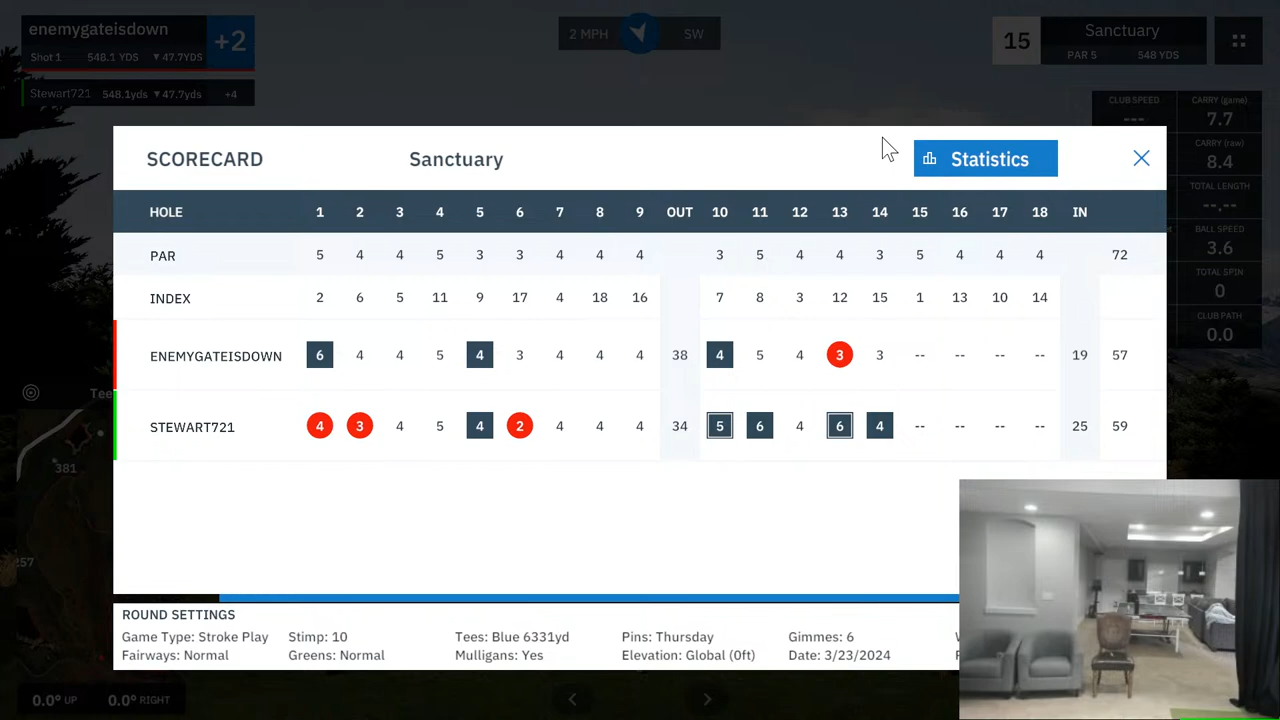 enemygateisdown +2
Shot 1 548.1 YDS ▼47.7YDS
Stewart721 548.1yds ▼47.7yds +4
2 MPH SW
15 Sanctuary
PAR 5 548 YDS
CLUB SPEED ---
CARRY (game) 7.7
CARRY (raw) 8.4
TOTAL LENGTH --.--
BALL SPEED 3.6
TOTAL SPIN 0
CLUB PATH 0.0
SCORECARD Sanctuary Statistics
HOLE 1 2 3 4 5 6 7 8 9 OUT 10 11 12 13 14 15 16 17 18 IN
PAR 5 4 4 5 3 3 4 4 4 3 5 4 4 3 5 4 4 4 72
INDEX 2 6 5 11 9 17 4 18 16 7 8 3 12 15 1 13 10 14
ENEMYGATEISDOWN 6 4 4 5 4 3 4 4 4 38 4 5 4 3 3 -- -- -- -- 19 57
STEWART721 4 3 4 5 4 2 4 4 4 34 5 6 4 6 4 -- -- -- -- 25 59
Tee
381
257
ROUND SETTINGS
Game Type: Stroke Play Stimp: 10 Tees: Blue 6331yd Pins: Thursday Gimmes: 6
Fairways: Normal Greens: Normal Mulligans: Yes Elevation: Global (0ft) Date: 3/23/2024
0.0° UP 0.0° RIGHT